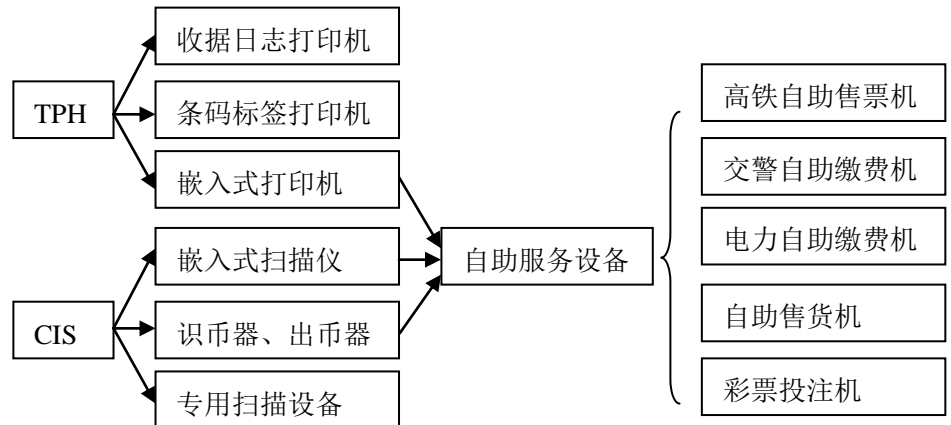 TPH
CIS
收据日志打印机
条码标签打印机
嵌入式打印机
嵌入式扫描仪
识币器、出币器
专用扫描设备
自助服务设备
高铁自助售票机
交警自助缴费机
电力自助缴费机
自助售货机
彩票投注机